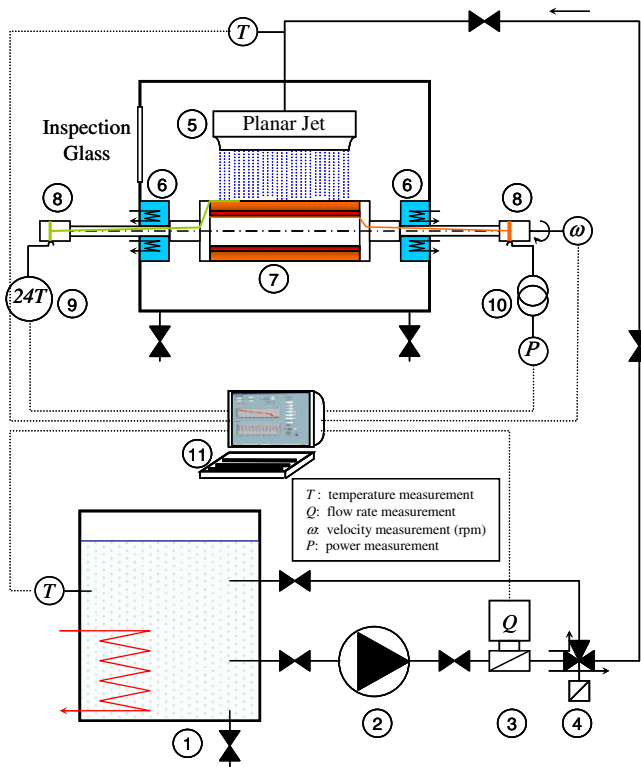 T
5
Planar Jet
Inspection
Glass
6
6
8
8
ω
7
24T
9
10
P
11
T : temperature measurement
Q: flow rate measurement
ω: velocity measurement (rpm)
P: power measurement
T
Q
1
2
3
4